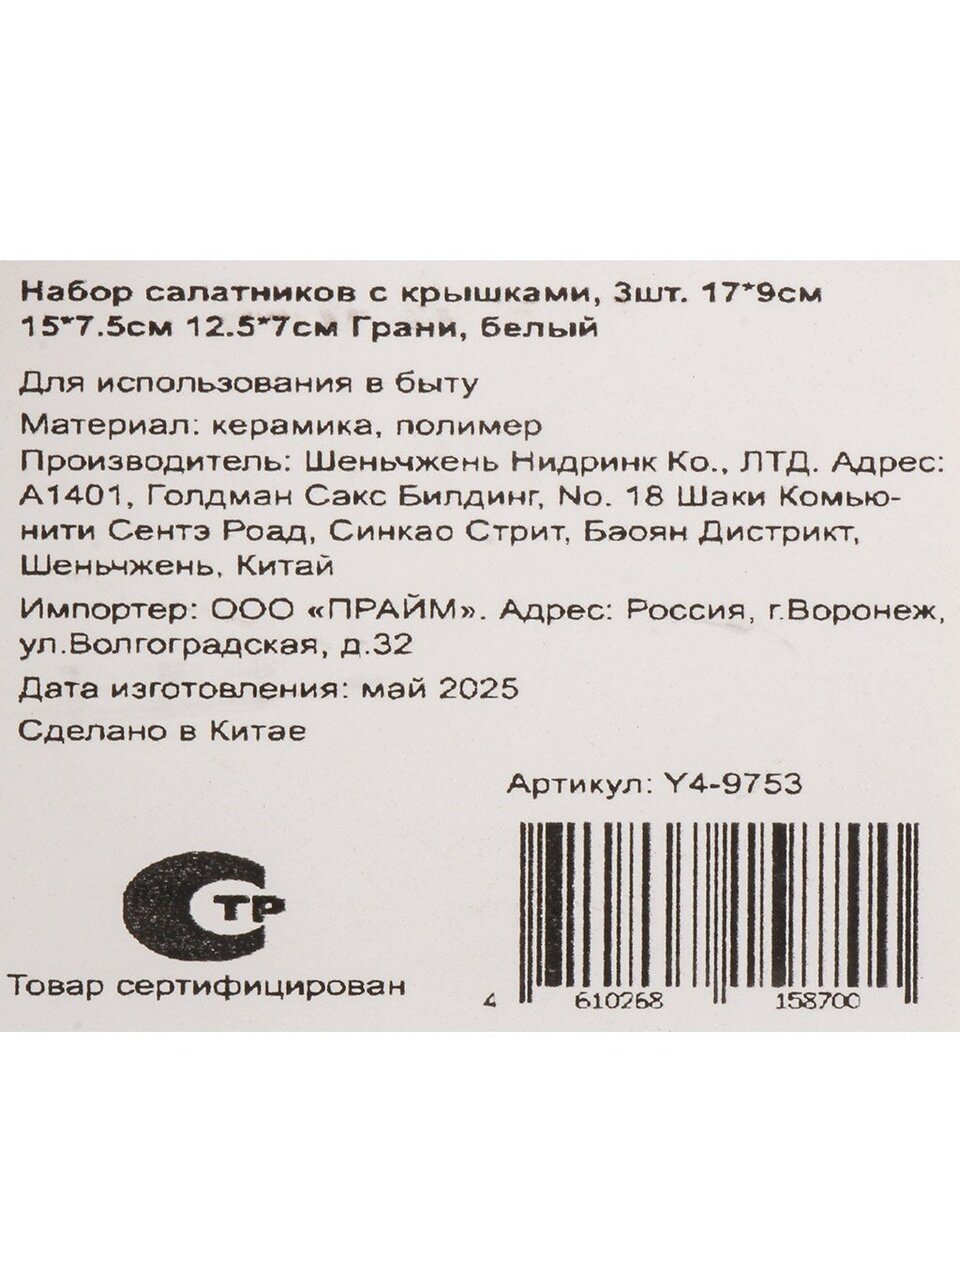 Набор салатников с крышками, 3шт. 17*9см
15*7.5см 12.5*7см Грани, белый
Для использования в быту
Материал: керамика, полимер
Производитель: Шеньчжень Нидринк Ко., ЛТД. Адрес:
А1401, Голдман Сакс Билдинг, No. 18 Шаки Комью-
нити Сентэ Роад, Синкао Стрит, Баоян Дистрикт,
Шеньчжень, Китай
Импортер: ООО «ПРАЙМ». Адрес: Россия, г.Воронеж,
ул.Волгоградская, д.32
Дата изготовления: май 2025
Сделано в Китае
Артикул: Y4-9753
ТР
Товар сертифицирован
4 610268 158700